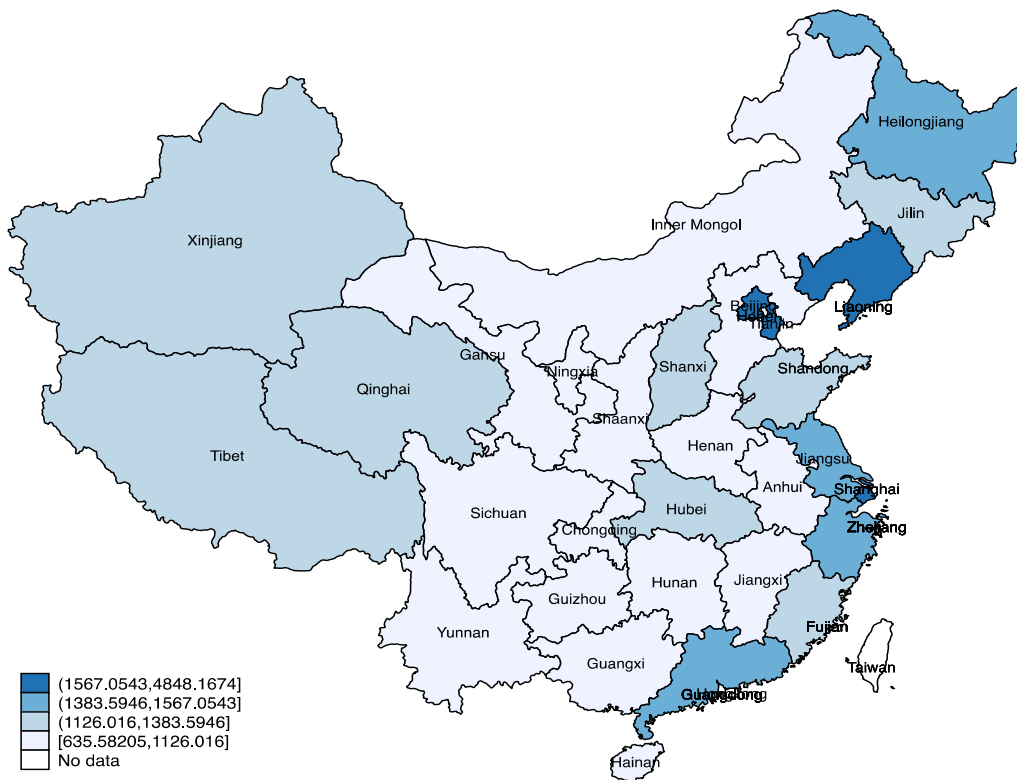 Heilongjiang
Jilin
Inner Mongol
Xinjiang
Liaoning
Beijing
Hebei
Tianjin
Gansu
Ningxia
Shanxi
Shandong
Qinghai
Shaanxi
Henan
Tibet
Jiangsu
Anhui
Shanghai
Sichuan
Hubei
Chongqing
Zhejiang
Hunan
Jiangxi
Guizhou
Yunnan
Fujian
Guangxi
Taiwan
Guangdong
Hainan
(1567.0543,4848.1674]
(1383.5946,1567.0543]
(1126.016,1383.5946]
[635.58205,1126.016]
No data